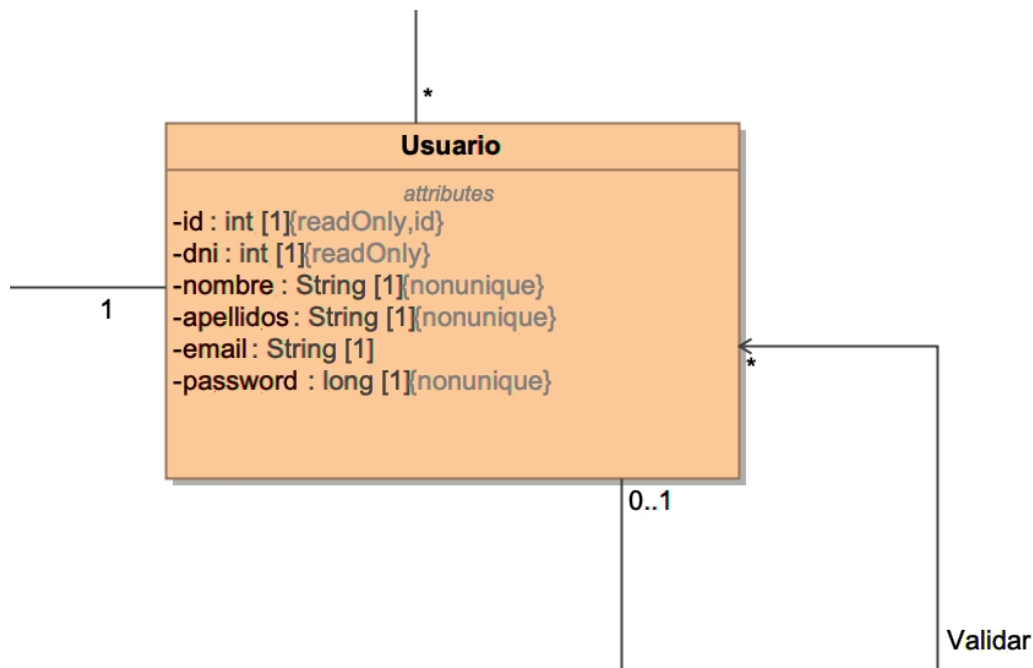 *
Usuario
attributes
-id : int [1]{readOnly,id}
-dni : int [1]{readOnly}
-nombre : String [1]{nonunique}
1
-apellidos : String [1]{nonunique}
-email : String [1]
*
-password : long [1]{nonunique}
0..1
Validar